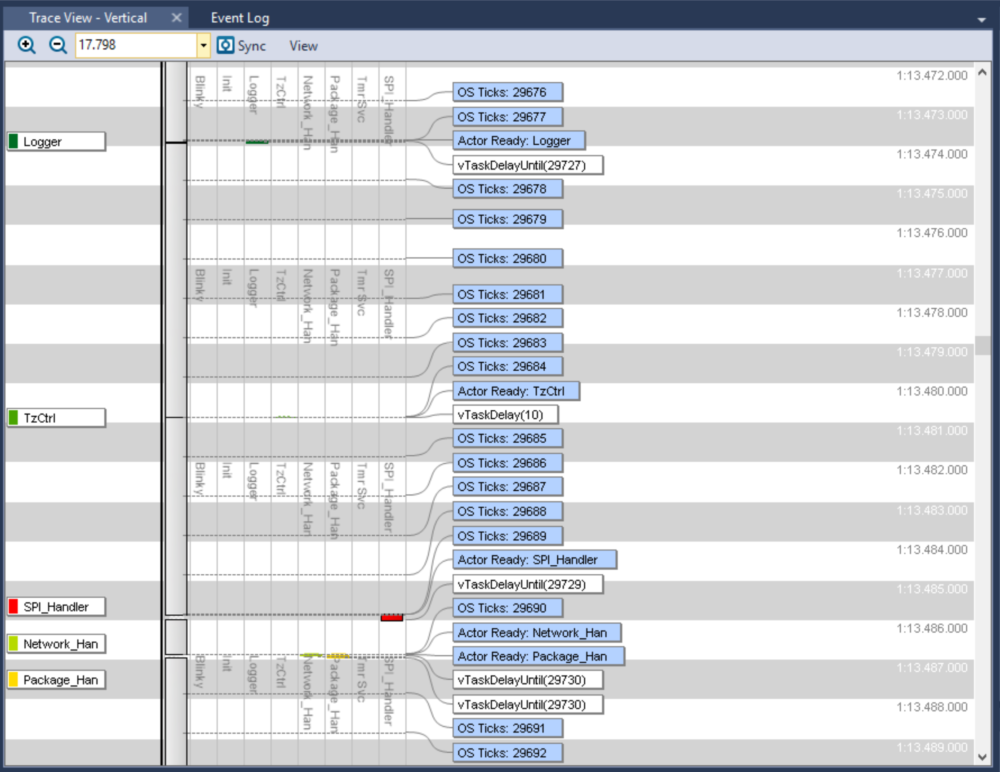 Trace View - Vertical
Event Log
17.798
Sync
View
Blinky
Init
Logger
TzCtrl
Network_Han
Package_Han
Tmr Svc
SPI_Handler
1:13.472.000
OS Ticks: 29676
1:13.473.000
OS Ticks: 29677
Logger
Actor Ready: Logger
1:13.474.000
vTaskDelayUntil(29727)
OS Ticks: 29678
1:13.475.000
OS Ticks: 29679
1:13.476.000
OS Ticks: 29680
Blinky
Init
Logger
TzCtrl
Network_Han
Package_Han
Tmr Svc
SPI_Handler
1:13.477.000
OS Ticks: 29681
1:13.478.000
OS Ticks: 29682
OS Ticks: 29683
1:13.479.000
OS Ticks: 29684
Actor Ready: TzCtrl
1:13.480.000
TzCtrl
vTaskDelay(10)
1:13.481.000
OS Ticks: 29685
Blinky
Init
Logger
TzCtrl
Network_Han
Package_Han
Tmr Svc
SPI_Handler
OS Ticks: 29686
1:13.482.000
OS Ticks: 29687
OS Ticks: 29688
1:13.483.000
OS Ticks: 29689
1:13.484.000
Actor Ready: SPI_Handler
vTaskDelayUntil(29729)
1:13.485.000
SPI_Handler
OS Ticks: 29690
Actor Ready: Network_Han
1:13.486.000
Network_Han
Actor Ready: Package_Han
1:13.487.000
Blinky
Init
Logger
TzCtrl
Network_Han
Package_Han
Tmr Svc
SPI_Handler
Package_Han
vTaskDelayUntil(29730)
vTaskDelayUntil(29730)
1:13.488.000
OS Ticks: 29691
OS Ticks: 29692
1:13.489.000